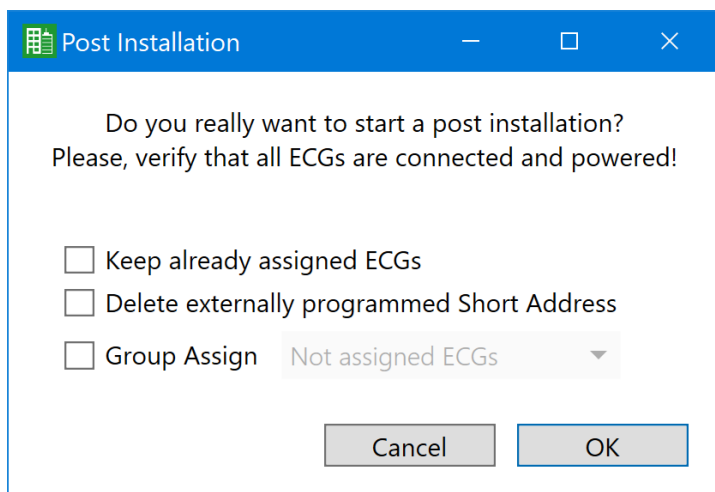 Post Installation
Do you really want to start a post installation?
Please, verify that all ECGs are connected and powered!
Keep already assigned ECGs
Delete externally programmed Short Address
Group Assign Not assigned ECGs
Cancel OK